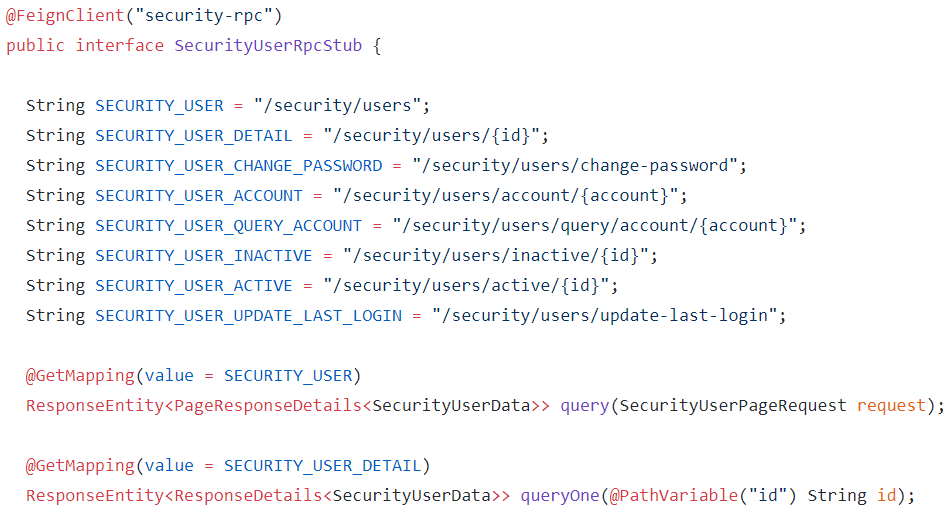 @FeignClient("security-rpc")
public interface SecurityUserRpcStub {
String SECURITY_USER = "/security/users";
String SECURITY_USER_DETAIL = "/security/users/{id}";
String SECURITY_USER_CHANGE_PASSWORD = "/security/users/change-password";
String SECURITY_USER_ACCOUNT = "/security/users/account/{account}";
String SECURITY_USER_QUERY_ACCOUNT = "/security/users/query/account/{account}";
String SECURITY_USER_INACTIVE = "/security/users/inactive/{id}";
String SECURITY_USER_ACTIVE = "/security/users/active/{id}";
String SECURITY_USER_UPDATE_LAST_LOGIN = "/security/users/update-last-login";
@GetMapping(value = SECURITY_USER)
ResponseEntity<PageResponseDetails<SecurityUserData>> query(SecurityUserPageRequest request);
@GetMapping(value = SECURITY_USER_DETAIL)
ResponseEntity<ResponseDetails<SecurityUserData>> queryOne(@PathVariable("id") String id);